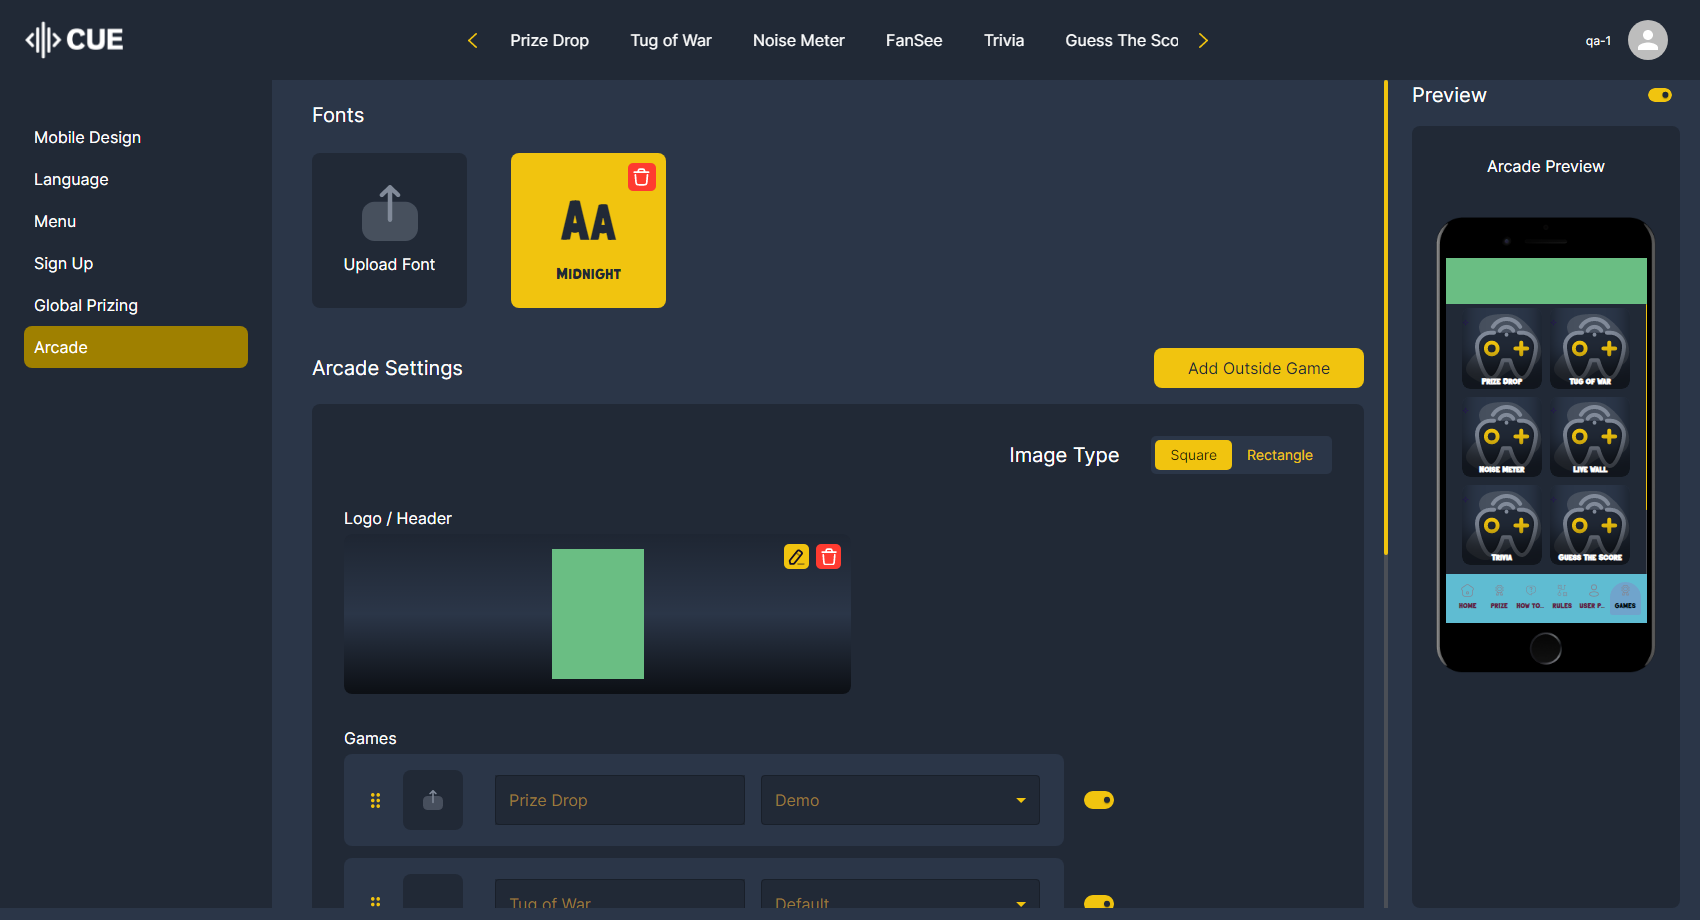 CUE
Prize Drop
Tug of War
Noise Meter
FanSee
Trivia
Guess The Sco
qa-1
Mobile Design
Language
Menu
Sign Up
Global Prizing
Arcade
Fonts
Upload Font
AA
MIDNIGHT
Arcade Settings
Add Outside Game
Image Type
Square
Rectangle
Logo / Header
Games
Prize Drop
Demo
Tug of War
Default
Preview
Arcade Preview
PRIZE DROP
TUG OF WAR
NOISE METER
LIVE WALL
TRIVIA
GUESS THE SCORE
HOME
PRIZE
HOW TO..
RULES
USER P..
GAMES